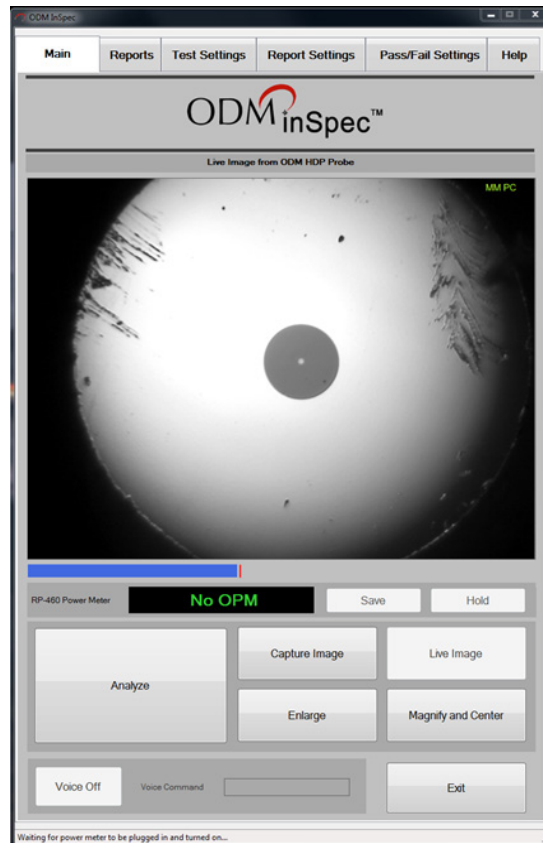 ODM InSpec
Main Reports Test Settings Report Settings Pass/Fail Settings Help
ODM inSpec™
Live Image from ODM HDP Probe
MM PC
RP-460 Power Meter No OPM Save Hold
Analyze
Capture Image Live Image
Enlarge Magnify and Center
Voice Off Voice Command Exit
Waiting for power meter to be plugged in and turned on...